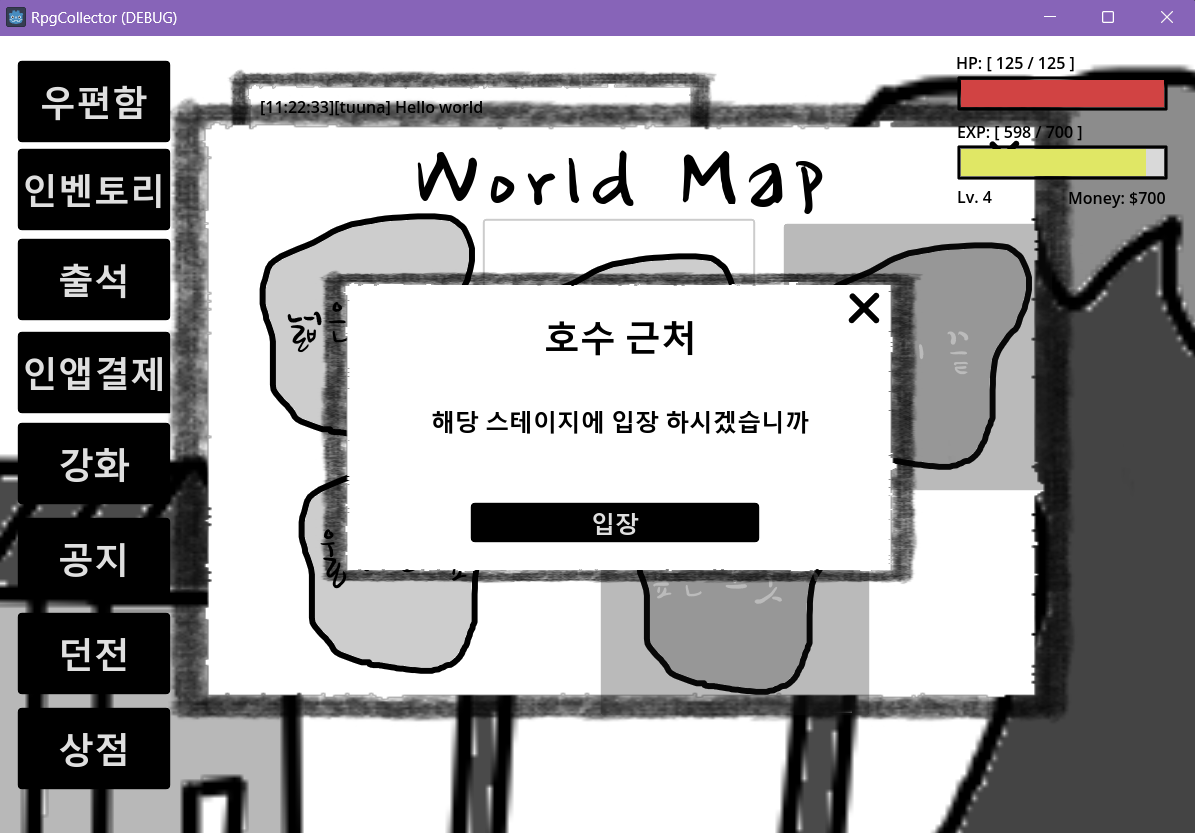 RpgCollector (DEBUG)
우편함
인벤토리
출석
인앱결제
강화
공지
던전
상점
[11:22:33][tuuna] Hello world
HP: [ 125 / 125 ]
EXP: [ 598 / 700 ]
Lv. 4
Money: $700
World Map
넓은
호수 근처
해당 스테이지에 입장 하시겠습니까
입장